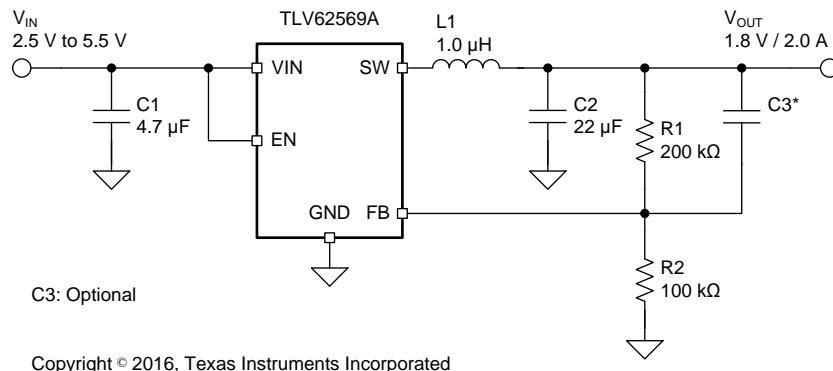 TLV62569A
V_IN
2.5 V to 5.5 V
L1
1.0 µH
V_OUT
1.8 V / 2.0 A
VIN
SW
C1
4.7 µF
EN
C2
22 µF
R1
200 kΩ
C3*
GND
FB
R2
100 kΩ
C3: Optional
Copyright © 2016, Texas Instruments Incorporated